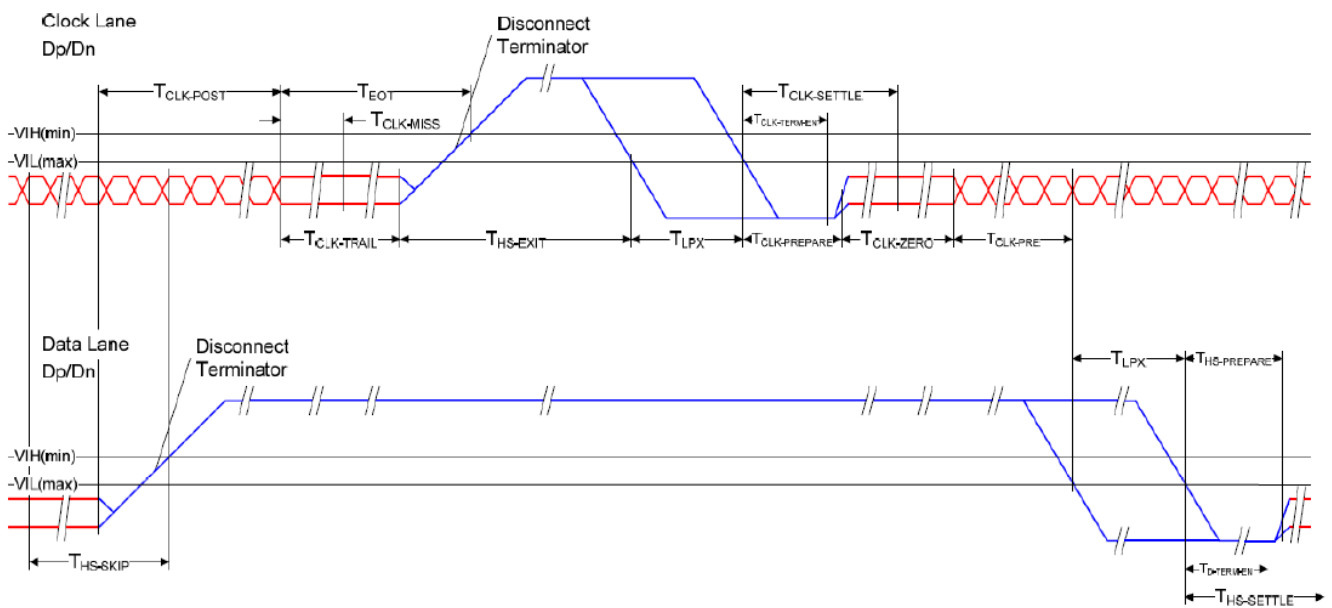 Clock Lane
Dp/Dn
Disconnect
Terminator
TCLK-POST
TEOT
TCLK-SETTLE
TCLK-MISS
TCLK-TERM-EN
VIH(min)
VIL(max)
TCLK-TRAIL
THS-EXIT
TLPX
TCLK-PREPARE
TCLK-ZERO
TCLK-PRE
Data Lane
Dp/Dn
Disconnect
Terminator
TLPX
THS-PREPARE
VIH(min)
VIL(max)
THS-SKIP
TD-TERM-EN
THS-SETTLE